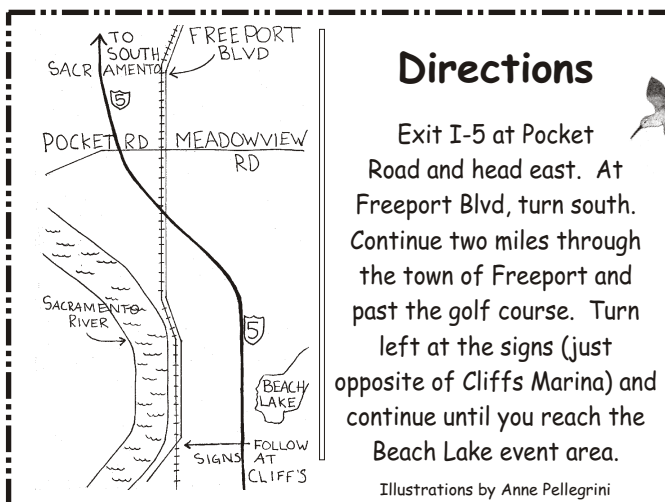 TO
SOUTH
SACRAMENTO
FREEPORT
BLVD
5
POCKET RD
MEADOWVIEW
RD
SACRAMENTO
RIVER
5
BEACH
LAKE
FOLLOW
SIGNS AT
CLIFF'S
Directions
Exit I-5 at Pocket
Road and head east. At
Freeport Blvd, turn south.
Continue two miles through
the town of Freeport and
past the golf course. Turn
left at the signs (just
opposite of Cliffs Marina) and
continue until you reach the
Beach Lake event area.
Illustrations by Anne Pellegrini